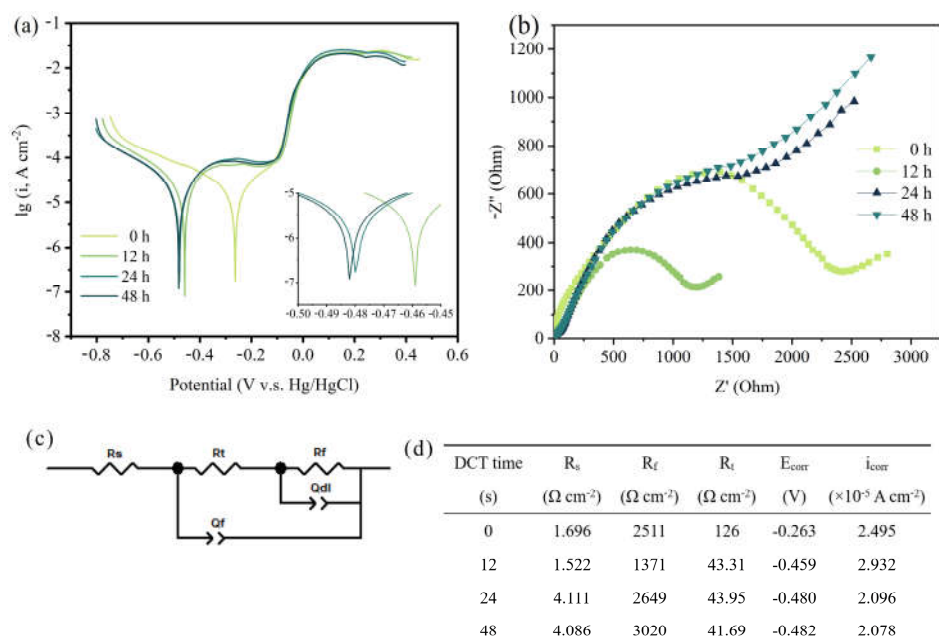 (a)
-1
-2
-3
-4
-5
-6
-7
-8
lg (i, A cm-2)
0 h
12 h
24 h
48 h
-5
-6
-7
-0.50 -0.49 -0.48 -0.47 -0.46 -0.45
-0.8 -0.6 -0.4 -0.2 0.0 0.2 0.4 0.6
Potential (V v.s. Hg/HgCl)
(b)
1200
1000
800
600
400
200
0
-Z'' (Ohm)
0 h
12 h
24 h
48 h
0 500 1000 1500 2000 2500 3000
Z' (Ohm)
(c)
Rs Rt Rf
Qdl
Qf
(d)
DCT time Rs Rf Rt Ecorr icorr
(s) (Ω cm-2) (Ω cm-2) (Ω cm-2) (V) (×10-5 A cm-2)
0 1.696 2511 126 -0.263 2.495
12 1.522 1371 43.31 -0.459 2.932
24 4.111 2649 43.95 -0.480 2.096
48 4.086 3020 41.69 -0.482 2.078